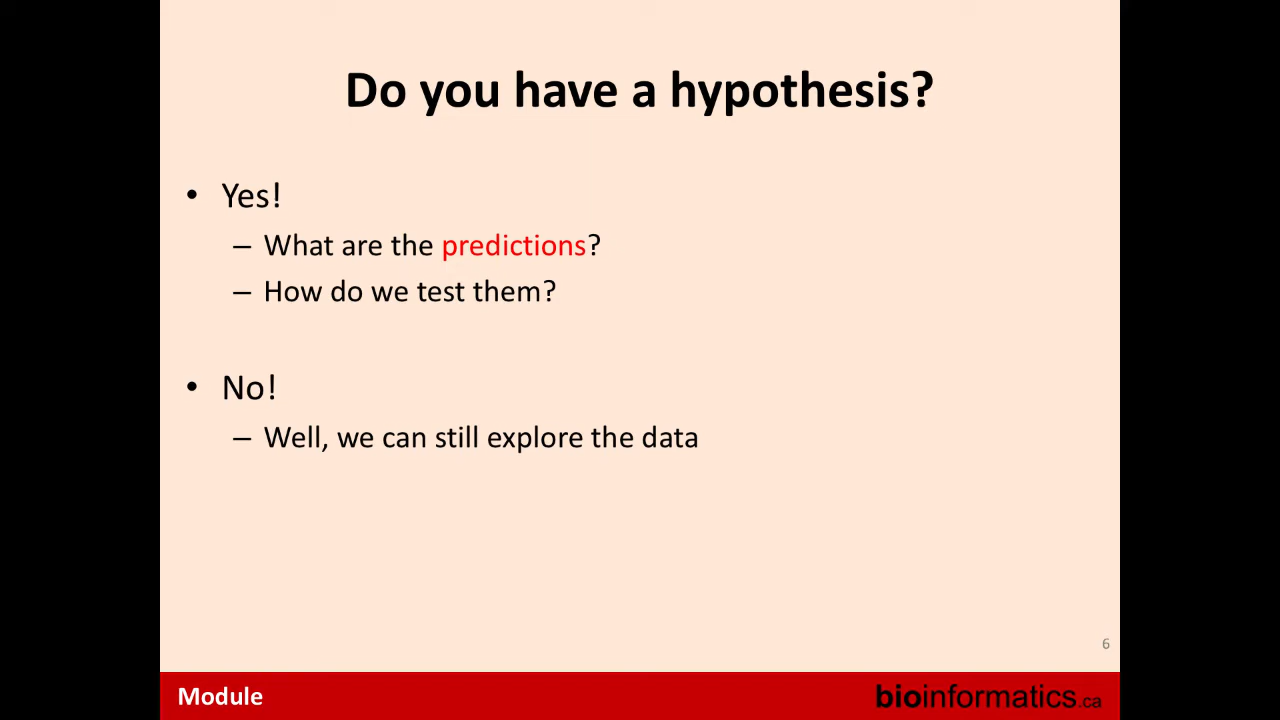 Do you have a hypothesis?
• Yes!
– What are the predictions?
– How do we test them?
• No!
– Well, we can still explore the data
6
Module
bioinformatics.ca